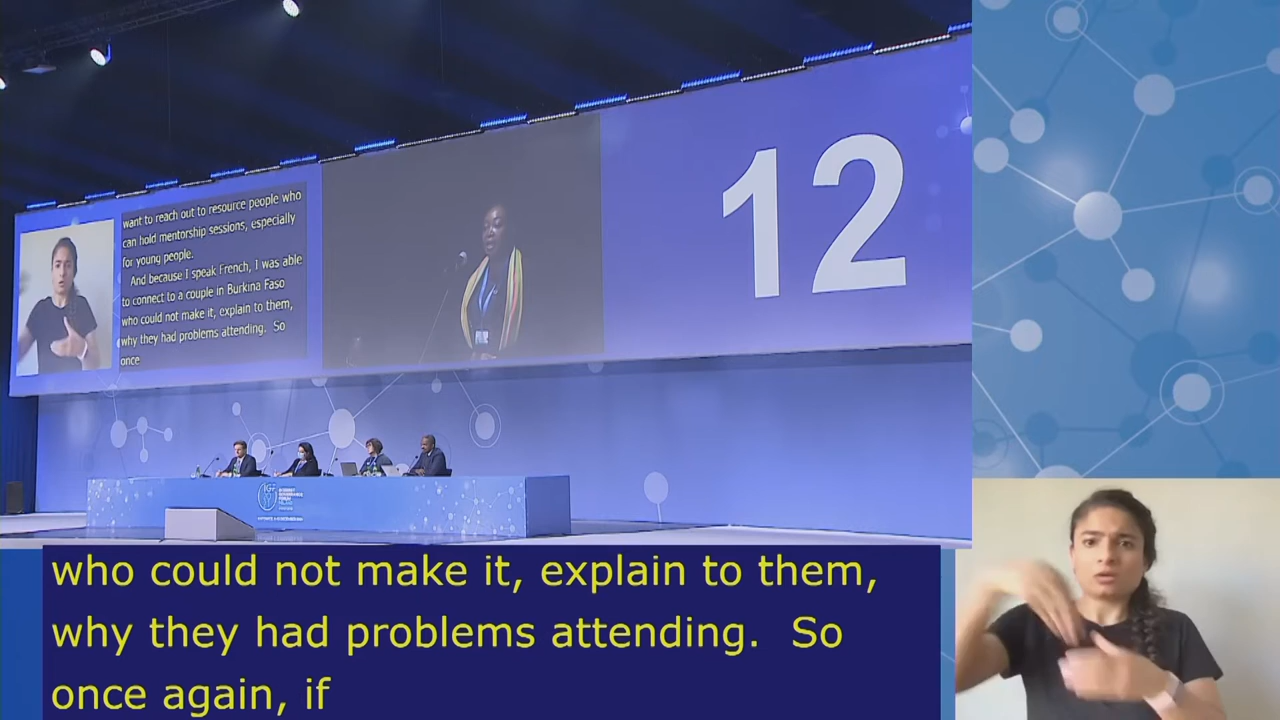 want to reach out to resource people who
can hold mentorship sessions, especially
for young people.
And because I speak French, I was able
to connect to a couple in Burkina Faso
who could not make it, explain to them,
why they had problems attending. So
once
12
IGF
who could not make it, explain to them,
why they had problems attending. So
once again, if